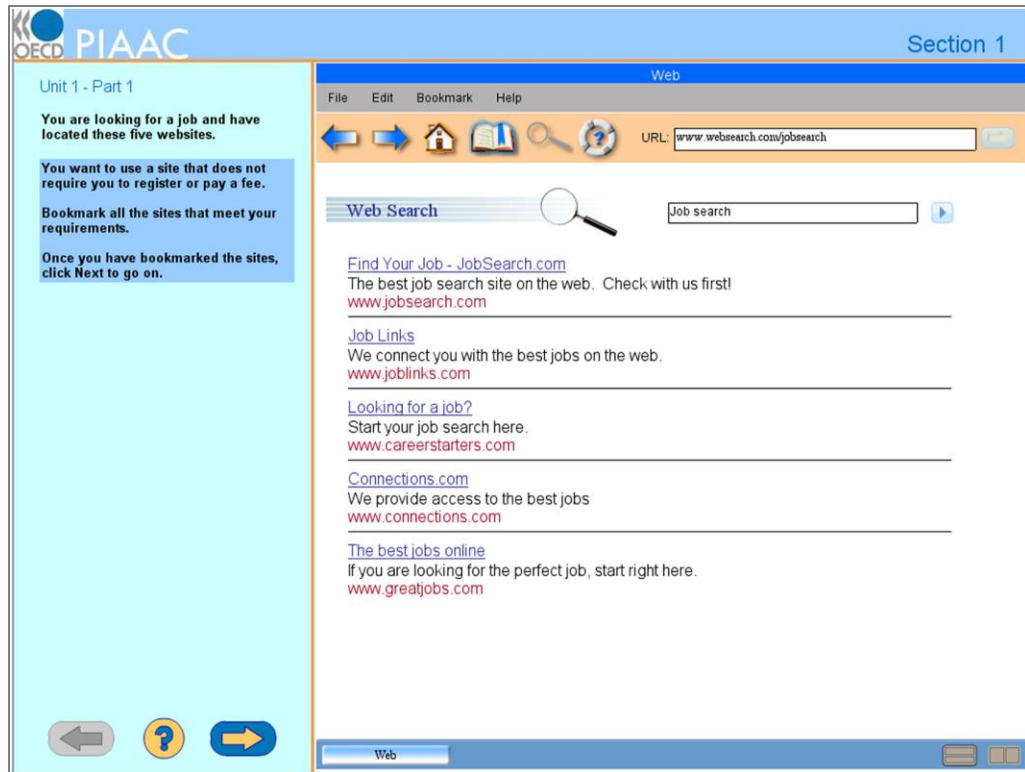 OECD PIAAC
Section 1
Unit 1 - Part 1
You are looking for a job and have
located these five websites.
You want to use a site that does not
require you to register or pay a fee.
Bookmark all the sites that meet your
requirements.
Once you have bookmarked the sites,
click Next to go on.
Web
File Edit Bookmark Help
URL: www.websearch.com/jobsearch
Web Search
Job search
Find Your Job - JobSearch.com
The best job search site on the web. Check with us first!
www.jobsearch.com
Job Links
We connect you with the best jobs on the web.
www.joblinks.com
Looking for a job?
Start your job search here.
www.careerstarters.com
Connections.com
We provide access to the best jobs
www.connections.com
The best jobs online
If you are looking for the perfect job, start right here.
www.greatjobs.com
?
Web